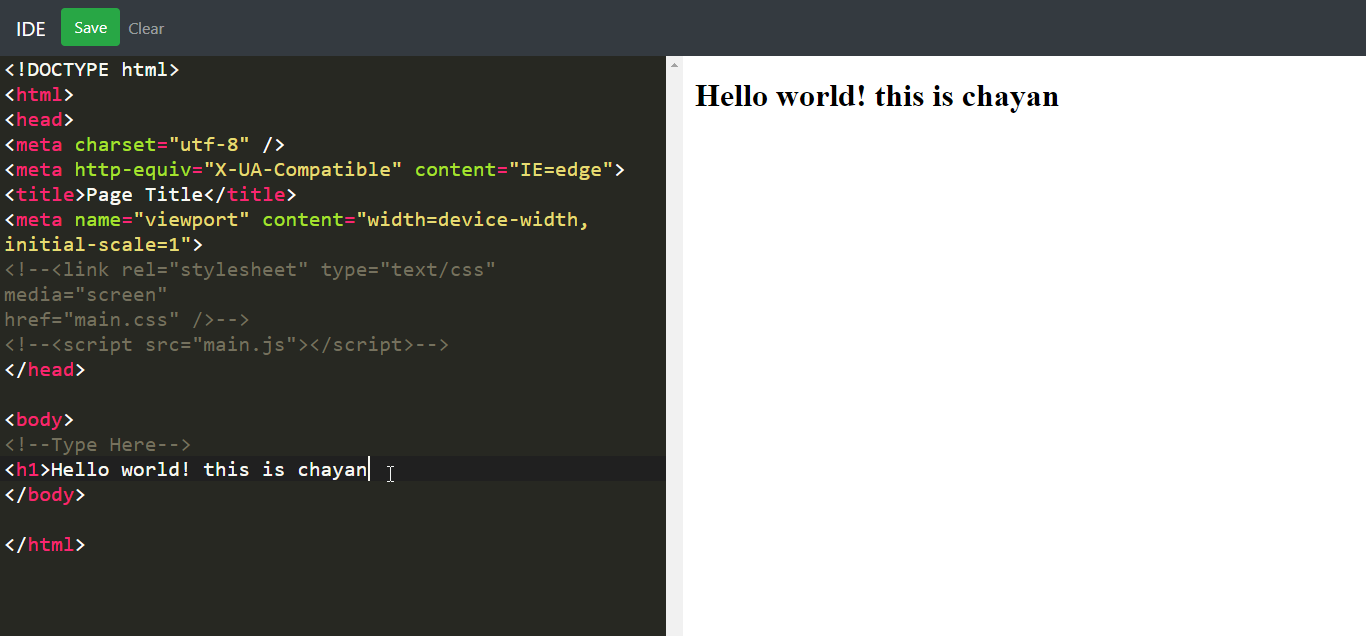 IDE Save Clear
<!DOCTYPE html>
<html>
<head>
<meta charset="utf-8" />
<meta http-equiv="X-UA-Compatible" content="IE=edge">
<title>Page Title</title>
<meta name="viewport" content="width=device-width,
initial-scale=1">
<!--<link rel="stylesheet" type="text/css"
media="screen"
href="main.css" />-->
<!--<script src="main.js"></script>-->
</head>
<body>
<!--Type Here-->
<h1>Hello world! this is chayan
</body>
</html>
Hello world! this is chayan